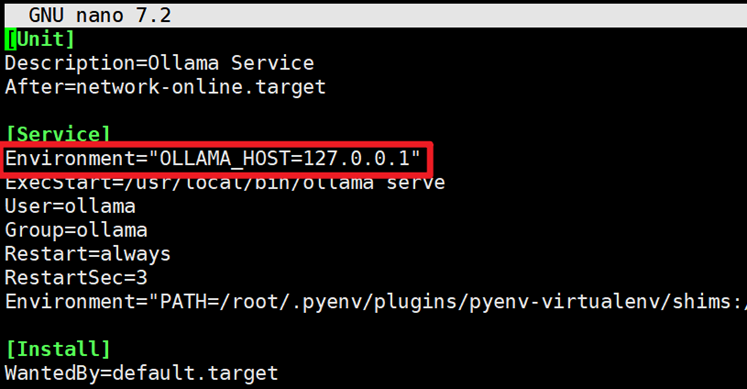 GNU nano 7.2
[Unit]
Description=Ollama Service
After=network-online.target
[Service]
Environment="OLLAMA_HOST=127.0.0.1"
ExecStart=/usr/local/bin/ollama serve
User=ollama
Group=ollama
Restart=always
RestartSec=3
Environment="PATH=/root/.pyenv/plugins/pyenv-virtualenv/shims:/
[Install]
WantedBy=default.target